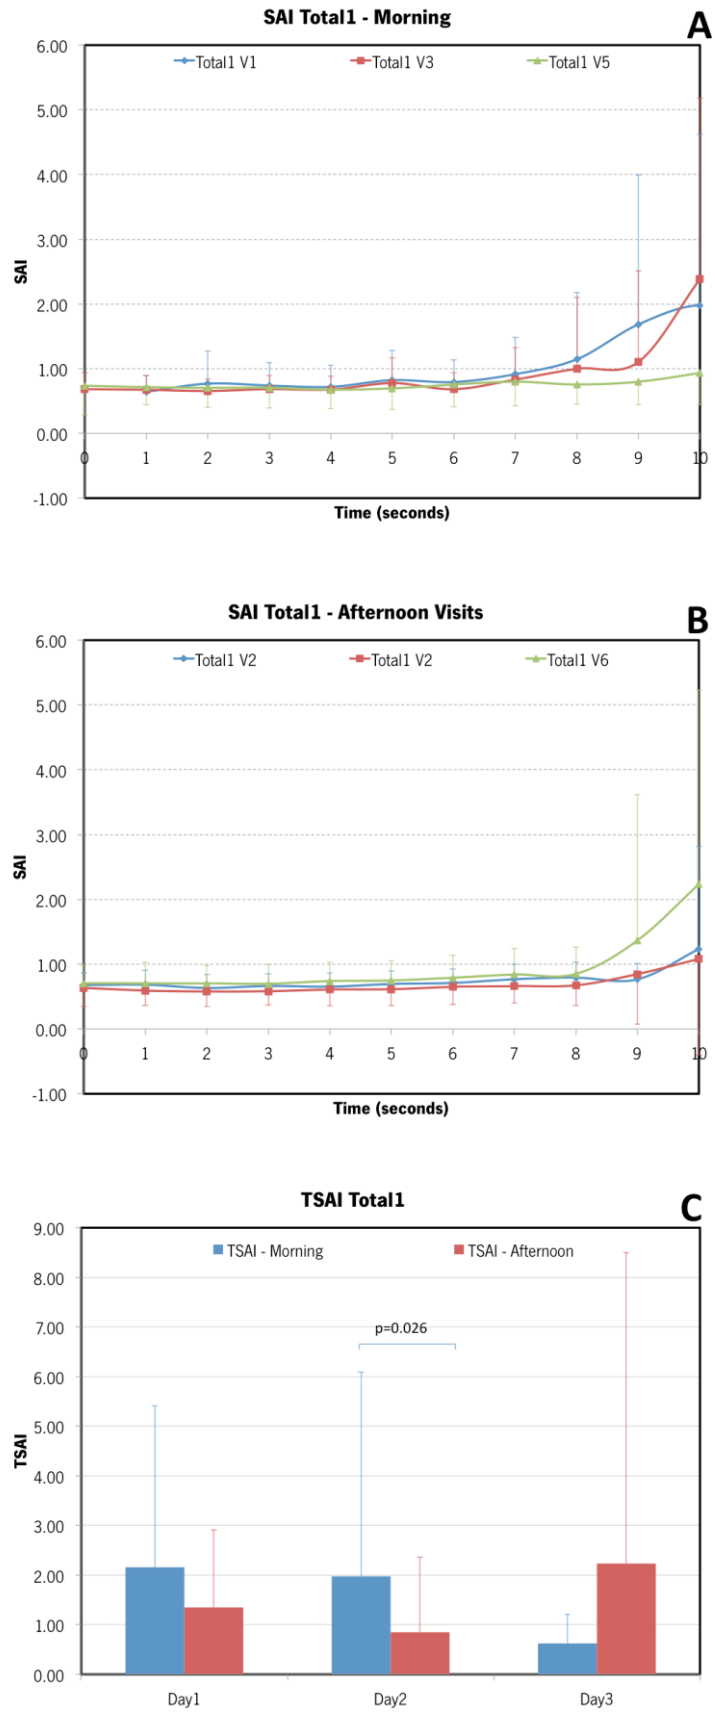 SAI Total1 - Morning
A
6.00
Total1 V1 Total1 V3 Total1 V5
5.00
4.00
3.00
SAI
2.00
1.00
0.00
0 1 2 3 4 5 6 7 8 9 10
-1.00
Time (seconds)
SAI Total1 - Afternoon Visits
B
6.00
Total1 V2 Total1 V2 Total1 V6
5.00
4.00
3.00
SAI
2.00
1.00
0.00
0 1 2 3 4 5 6 7 8 9 10
-1.00
Time (seconds)
TSAI Total1
C
9.00
TSAI - Morning TSAI - Afternoon
8.00
7.00
p=0.026
6.00
5.00
TSAI
4.00
3.00
2.00
1.00
0.00
Day1 Day2 Day3